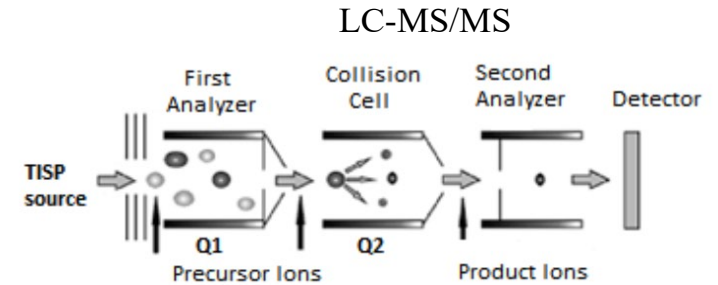 LC-MS/MS
First
Analyzer
Collision
Cell
Second
Analyzer
Detector
TISP
source
Q1
Q2
Precursor Ions
Product Ions